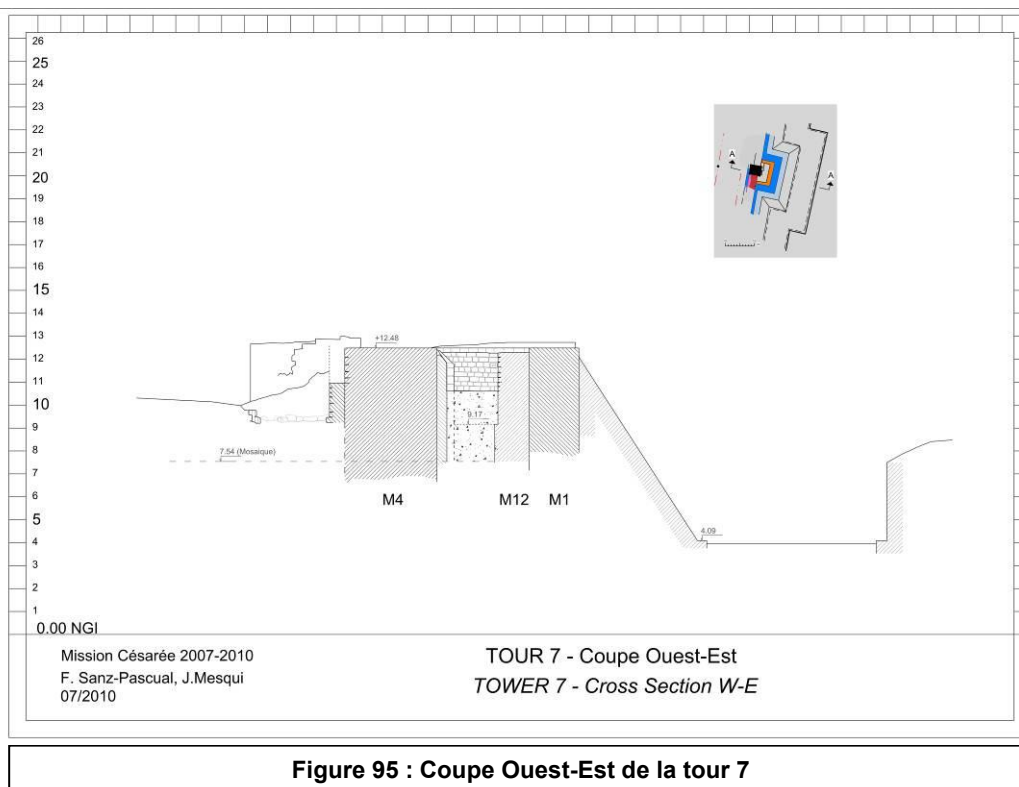 26
25
24
23
22
21
20
19
18
17
16
15
14
13
12
11
10
9
8
7
6
5
4
3
2
1
0.00 NGI
A
A
+12.48
9.17
7.54 (Mosaique)
M4
M12
M1
4.09
Mission Césarée 2007-2010
F. Sanz-Pascual, J.Mesqui
07/2010
TOUR 7 - Coupe Ouest-Est
TOWER 7 - Cross Section W-E
Figure 95 : Coupe Ouest-Est de la tour 7